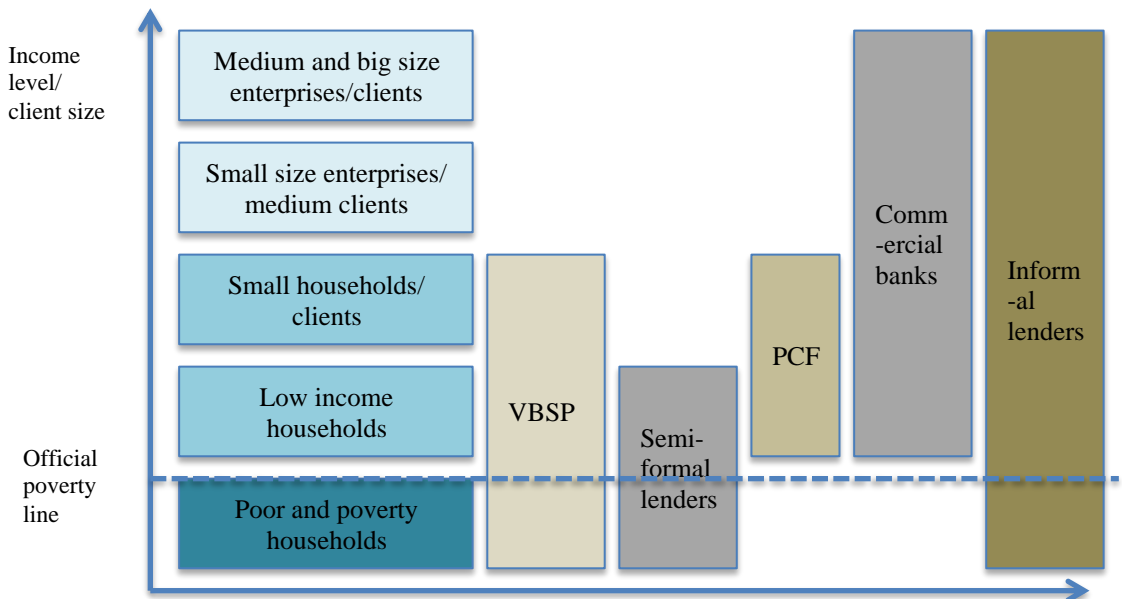 Income
level/
client size
Medium and big size
enterprises/clients
Small size enterprises/
medium clients
Small households/
clients
Low income
households
Official
poverty
line
Poor and poverty
households
VBSP
Semi-
formal
lenders
PCF
Comm
-ercial
banks
Inform
-al
lenders